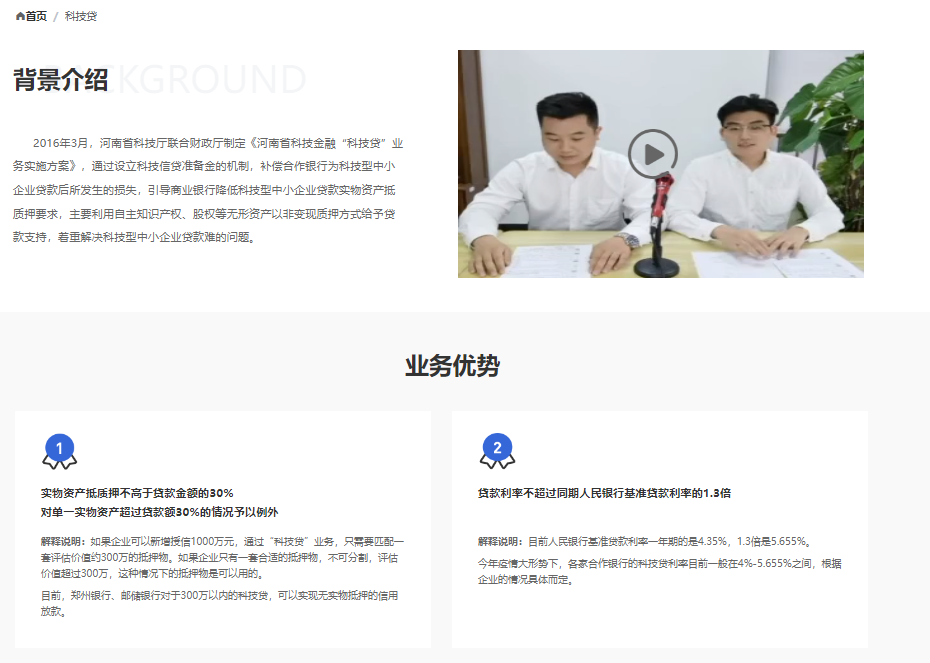 首页 / 科技贷
BACKGROUND
背景介绍
2016年3月，河南省科技厅联合财政厅制定《河南省科技金融“科技贷”业
务实施方案》，通过设立科技信贷准备金的机制，补偿合作银行为科技型中小
企业贷款后所发生的损失，引导商业银行降低科技型中小企业贷款实物资产抵
质押要求，主要利用自主知识产权、股权等无形资产以非变现质押方式给予贷
款支持，着重解决科技型中小企业贷款难的问题。
业务优势
1
实物资产抵质押不高于贷款金额的30%
对单一实物资产超过贷款额30%的情况予以例外
解释说明：如果企业可以新增授信1000万元，通过“科技贷”业务，只需要匹配一
套评估价值约300万的抵押物。如果企业只有一套合适的抵押物，不可分割，评估
价值超过300万，这种情况下的抵押物是可以用的。
目前，郑州银行、邮储银行对于300万以内的科技贷，可以实现无实物抵押的信用
放款。
2
贷款利率不超过同期人民银行基准贷款利率的1.3倍
解释说明：目前人民银行基准贷款利率一年期的是4.35%，1.3倍是5.655%。
今年疫情大形势下，各家合作银行的科技贷利率目前一般在4%-5.655%之间，根据
企业的情况具体而定。